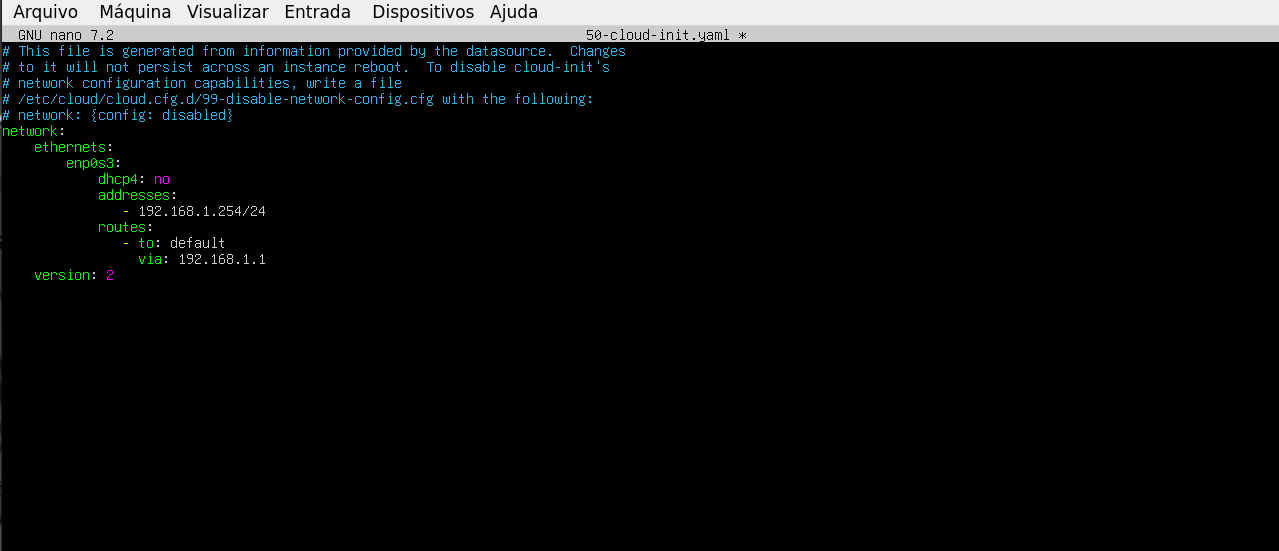 Arquivo Máquina Visualizar Entrada Dispositivos Ajuda
GNU nano 7.2 50-cloud-init.yaml *
# This file is generated from information provided by the datasource.  Changes
# to it will not persist across an instance reboot.  To disable cloud-init's
# network configuration capabilities, write a file
# /etc/cloud/cloud.cfg.d/99-disable-network-config.cfg with the following:
# network: {config: disabled}
network:
    ethernets:
        enp0s3:
            dhcp4: no
            addresses:
               - 192.168.1.254/24
            routes:
               - to: default
                 via: 192.168.1.1
    version: 2